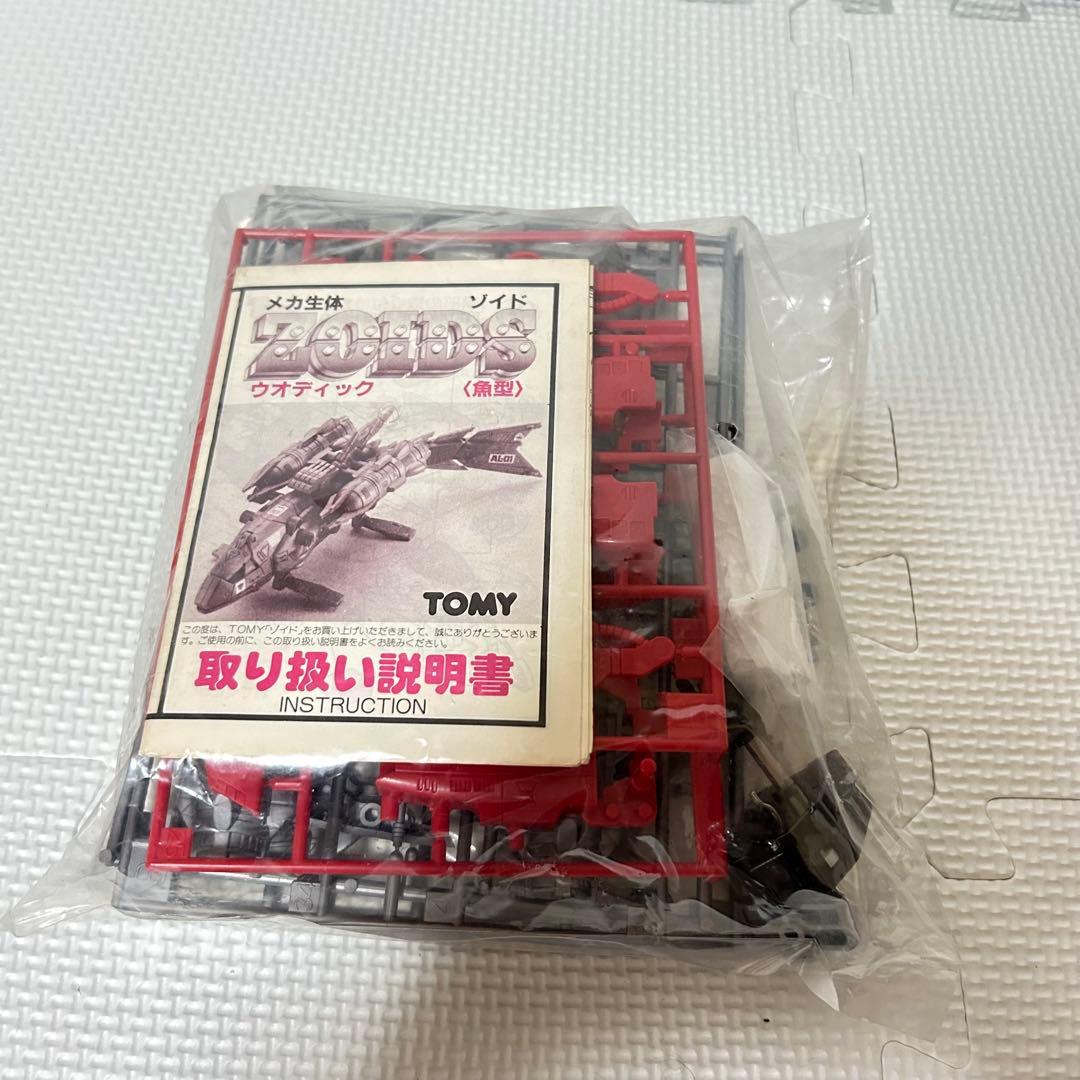 メカ生体 ゾイド
ZOIDS
ウオディック 〈魚型〉
AL-01
TOMY
この度は、TOMY「ゾイド」をお買い上げいただきまして、誠にありがとうございま
す。ご使用の前に、この取り扱い説明書をよくお読みください。
取り扱い説明書
INSTRUCTION